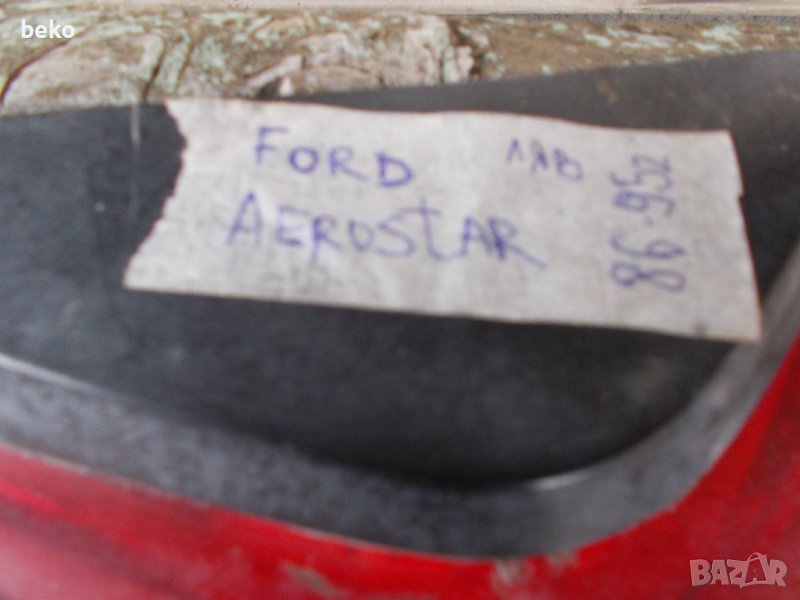 beko
FORD ляв
AEROSTAR
86-95г
BAZAR